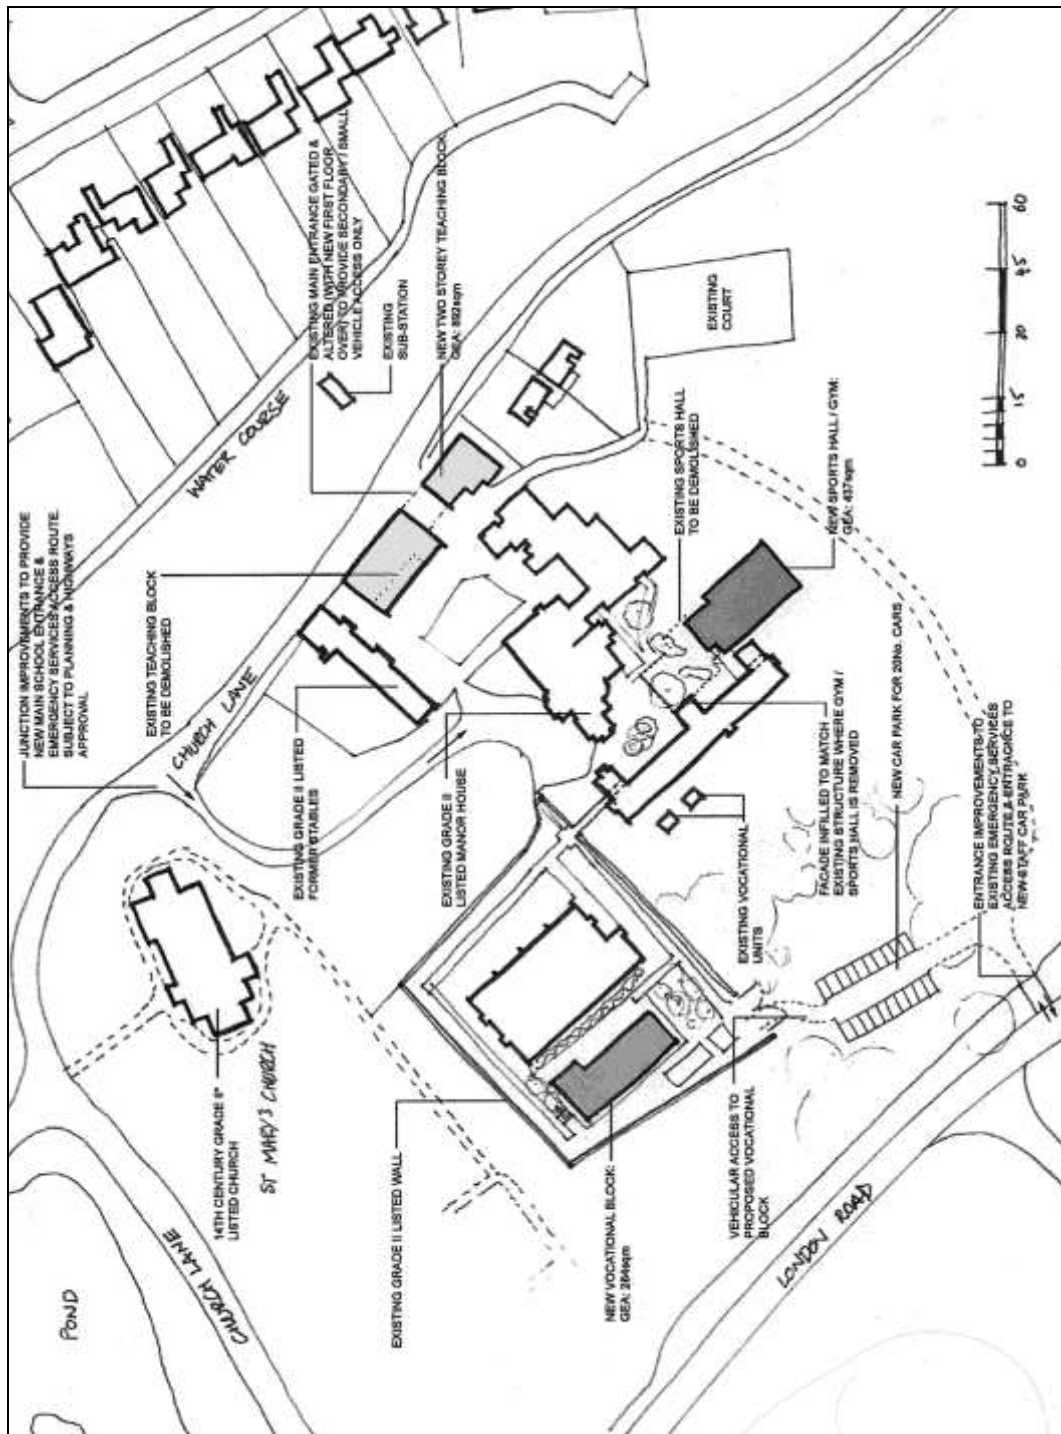 JUNCTION IMPROVEMENTS TO PROVIDE
NEW MAIN SCHOOL ENTRANCE &
EMERGENCY SERVICES ACCESS ROUTE.
SUBJECT TO PLANNING & HIGHWAYS
APPROVAL
EXISTING MAIN ENTRANCE GATED &
ALTERED (WIGH NEW FIRST FLOOR
OVER) TO PROVIDE SECONDARY / SMALL
VEHICLE ACCESS ONLY
EXISTING
SUB-STATION
NEW TWO STOREY TEACHING BLOCK
GEA: 892sqm
WATER COURSE
EXISTING TEACHING BLOCK
TO BE DEMOLISHED
CHURCH LANE
EXISTING GRADE II LISTED
FORMER STABLES
EXISTING GRADE II
LISTED MANOR HOUSE
EXISTING
COURT
EXISTING SPORTS HALL
TO BE DEMOLISHED
NEW SPORTS HALL / GYM:
GEA: 437sqm
0
15
30
45
60
14TH CENTURY GRADE II*
LISTED CHURCH
ST MARY'S CHURCH
CHURCH LANE
POND
EXISTING GRADE II LISTED WALL
NEW VOCATIONAL BLOCK:
GEA: 284sqm
EXISTING VOCATIONAL
UNITS
FACADE INFILLED TO MATCH
EXISTING STRUCTURE WHERE GYM /
SPORTS HALL IS REMOVED
VEHICULAR ACCESS TO
PROPOSED VOCATIONAL
BLOCK
NEW CAR PARK FOR 20No. CARS
ENTRANCE IMPROVEMENTS TO
EXISTING EMERGENCY SERVICES
ACCESS ROUTE & ENTRANCE TO
NEW STAFF CAR PARK
LONDON ROAD